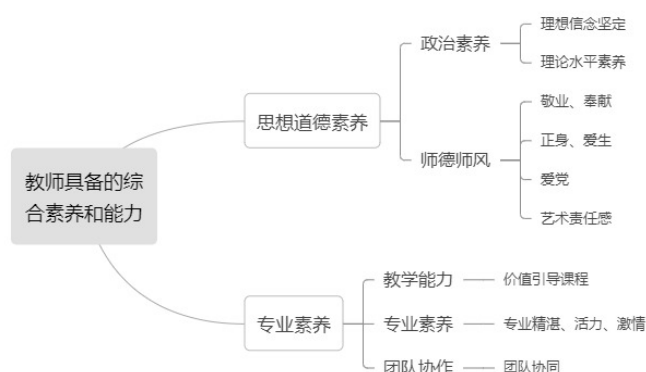 教师具备的综
合素养和能力
思想道德素养
政治素养
理想信念坚定
理论水平素养
师德师风
敬业、奉献
正身、爱生
爱党
艺术责任感
专业素养
教学能力
价值引导课程
专业素养
专业精湛、活力、激情
团队协作
团队协同